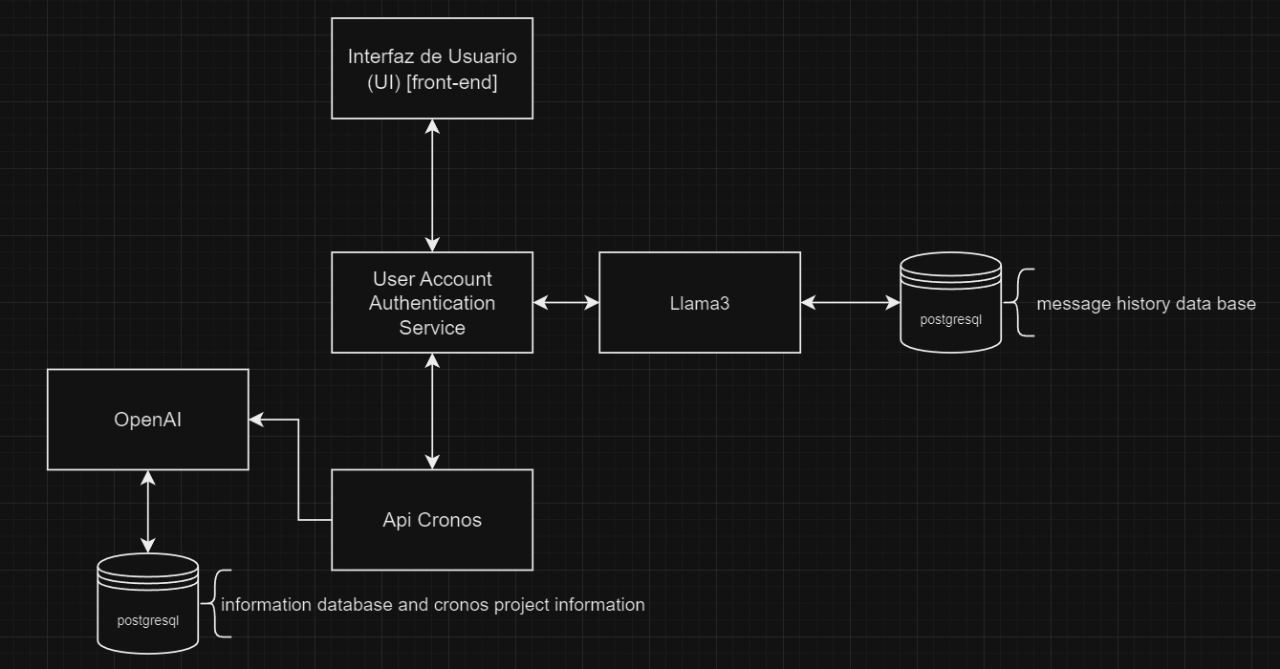 Interfaz de Usuario
(UI) [front-end]
User Account
Authentication
Service
Llama3
postgresql
message history data base
OpenAI
Api Cronos
postgresql
information database and cronos project information